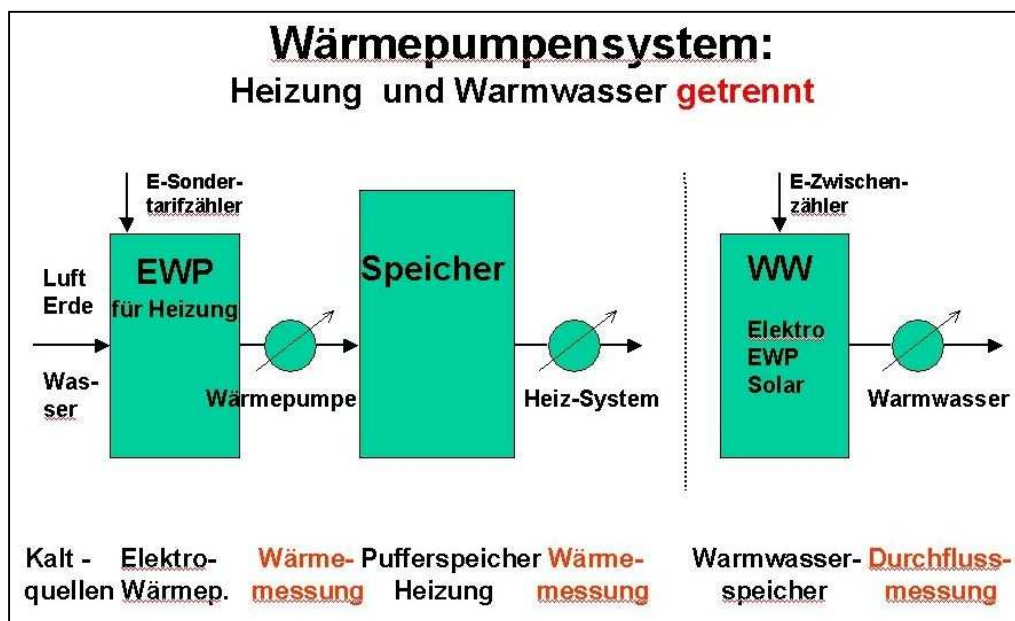 Wärmepumpensystem:
Heizung und Warmwasser getrennt
E-Sonder-
tarifzähler
E-Zwischen-
zähler
Luft
Erde
Was-
ser
EWP
für Heizung
Wärmepumpe
Speicher
Heiz-System
WW
Elektro
EWP
Solar
Warmwasser
Kalt -
quellen
Elektro-
Wärmep.
Wärme-
messung
Pufferspeicher
Heizung
Wärme-
messung
Warmwasser-
speicher
Durchfluss-
messung